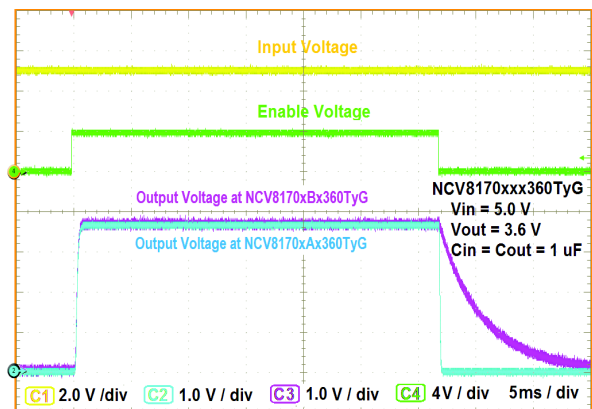 Input Voltage
Enable Voltage
NCV8170xxx360TyG
Output Voltage at NCV8170xBx360TyG
Vin = 5.0 V
Vout = 3.6 V
Output Voltage at NCV8170xAx360TyG
Cin = Cout = 1 uF
C1 2.0 V /div C2 1.0 V / div C3 1.0 V / div C4 4V / div 5ms / div